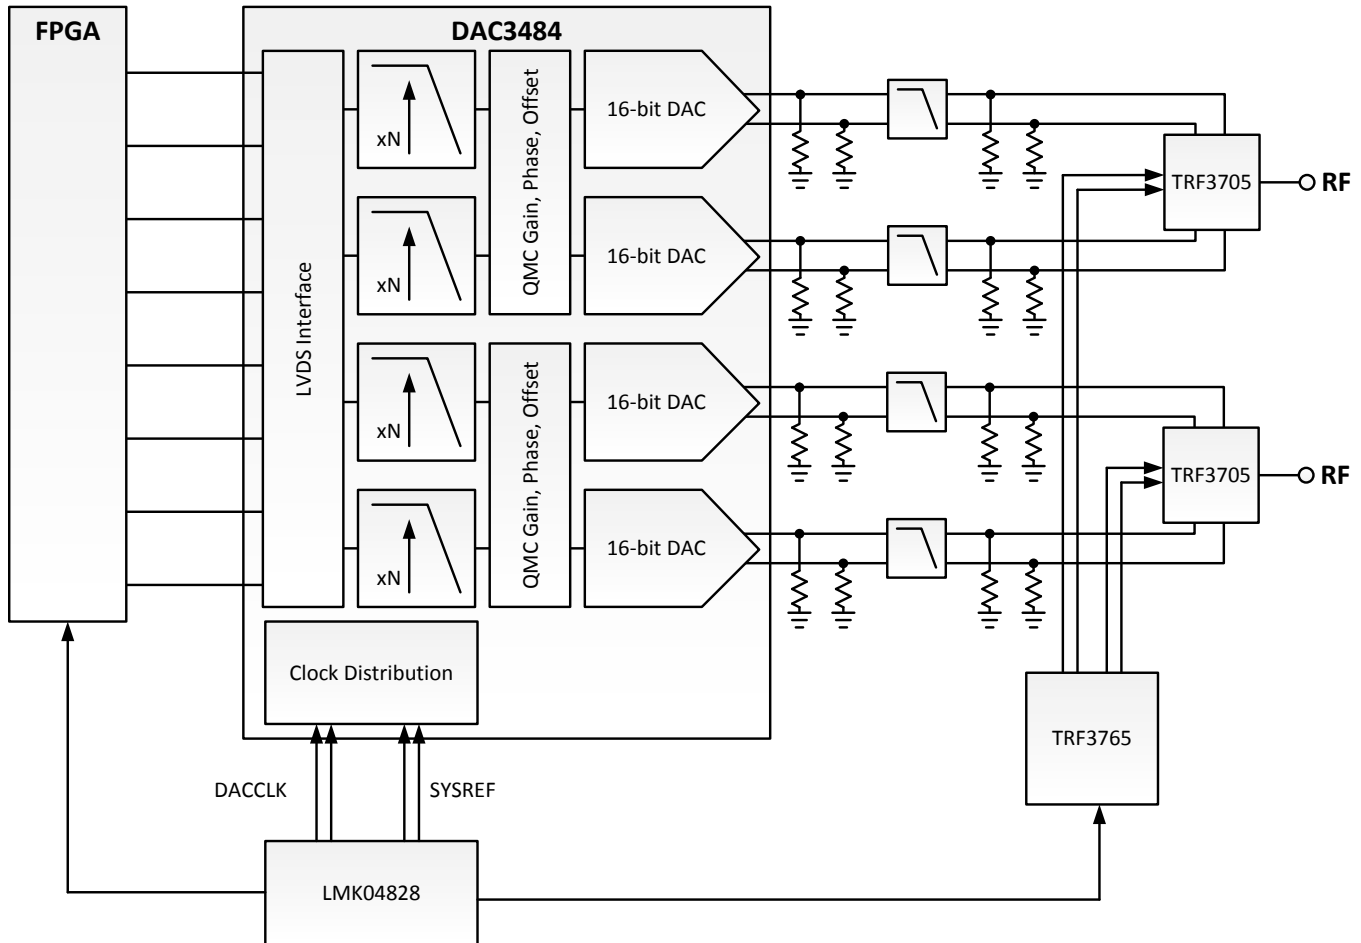 FPGA
DAC3484
LVDS Interface
xN
QMC Gain, Phase, Offset
16-bit DAC
xN
16-bit DAC
TRF3705
RF
xN
QMC Gain, Phase, Offset
16-bit DAC
xN
16-bit DAC
TRF3705
RF
Clock Distribution
TRF3765
DACCLK
SYSREF
LMK04828